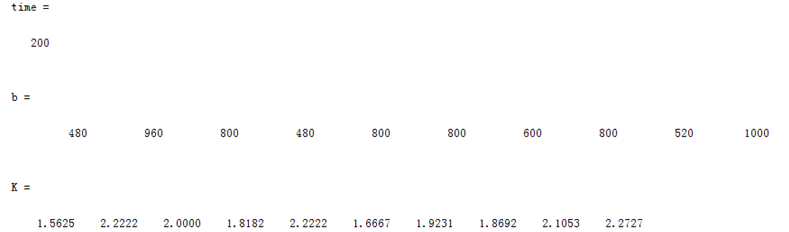 time =
200
b =
480 960 800 480 800 800 600 800 520 1000
K =
1.5625 2.2222 2.0000 1.8182 2.2222 1.6667 1.9231 1.8692 2.1053 2.2727